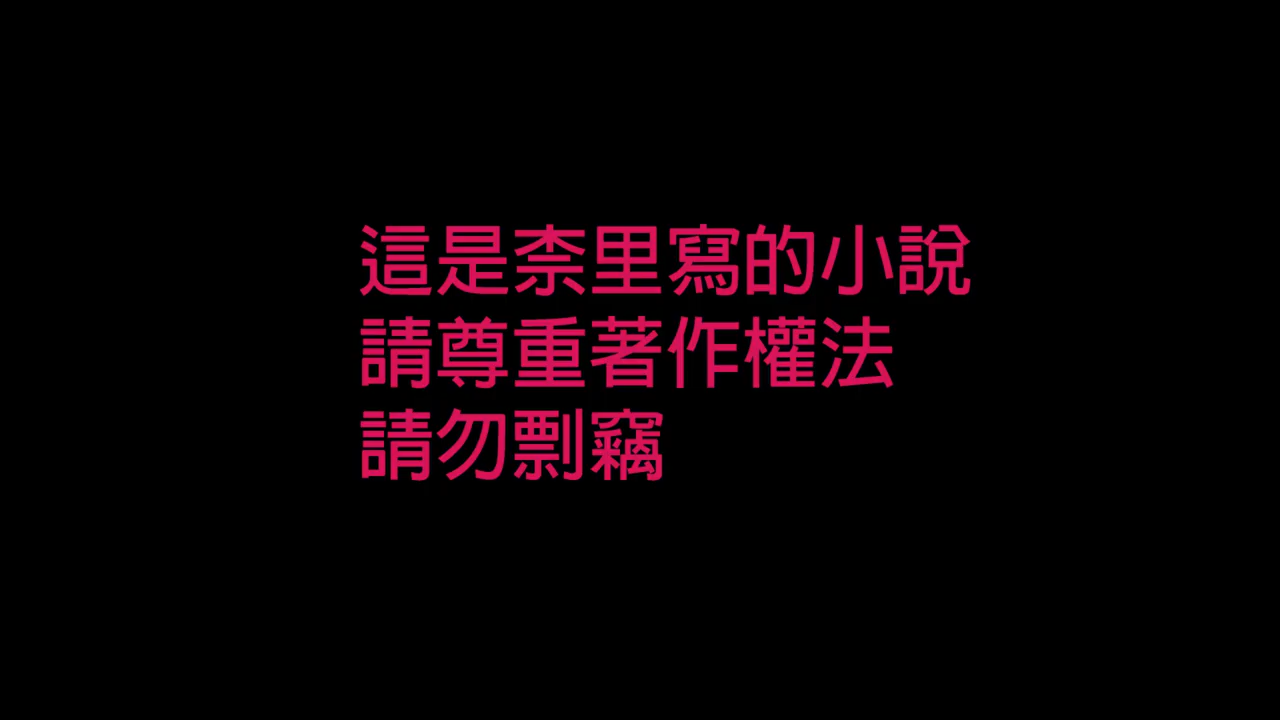 這是柰里寫的小說
請尊重著作權法
請勿剽竊